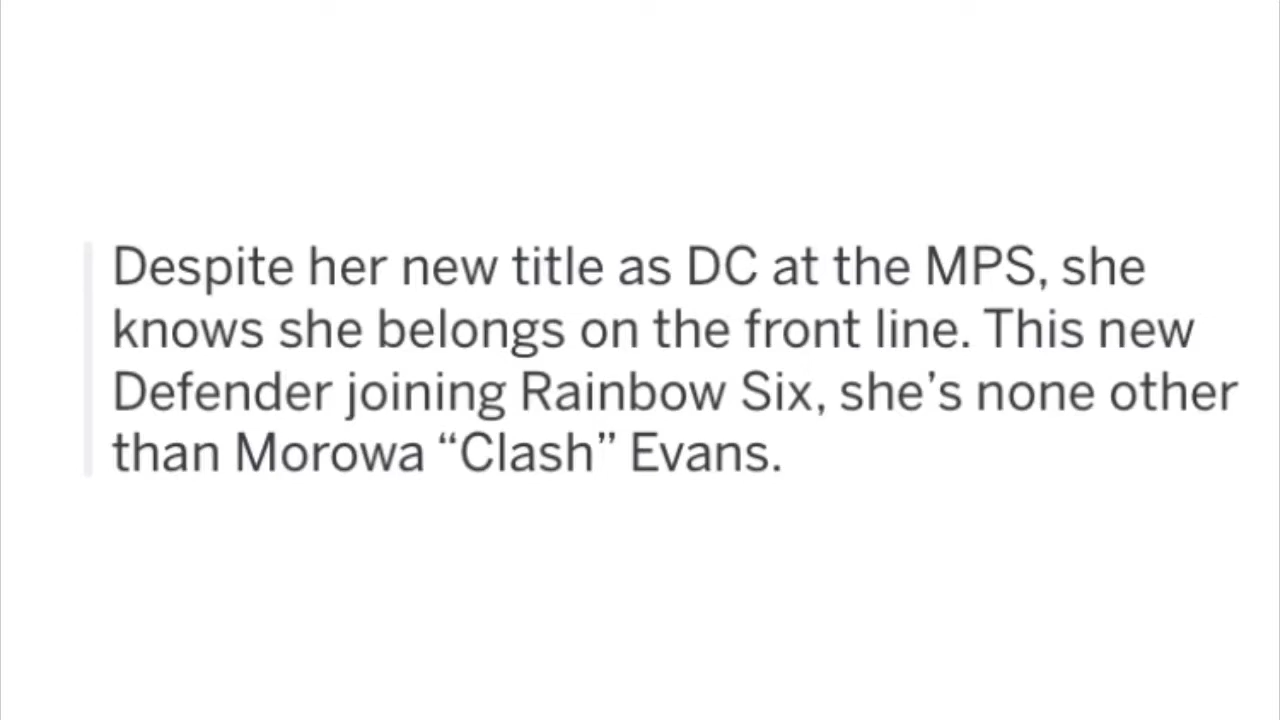 Despite her new title as DC at the MPS, she
knows she belongs on the front line. This new
Defender joining Rainbow Six, she’s none other
than Morowa “Clash” Evans.